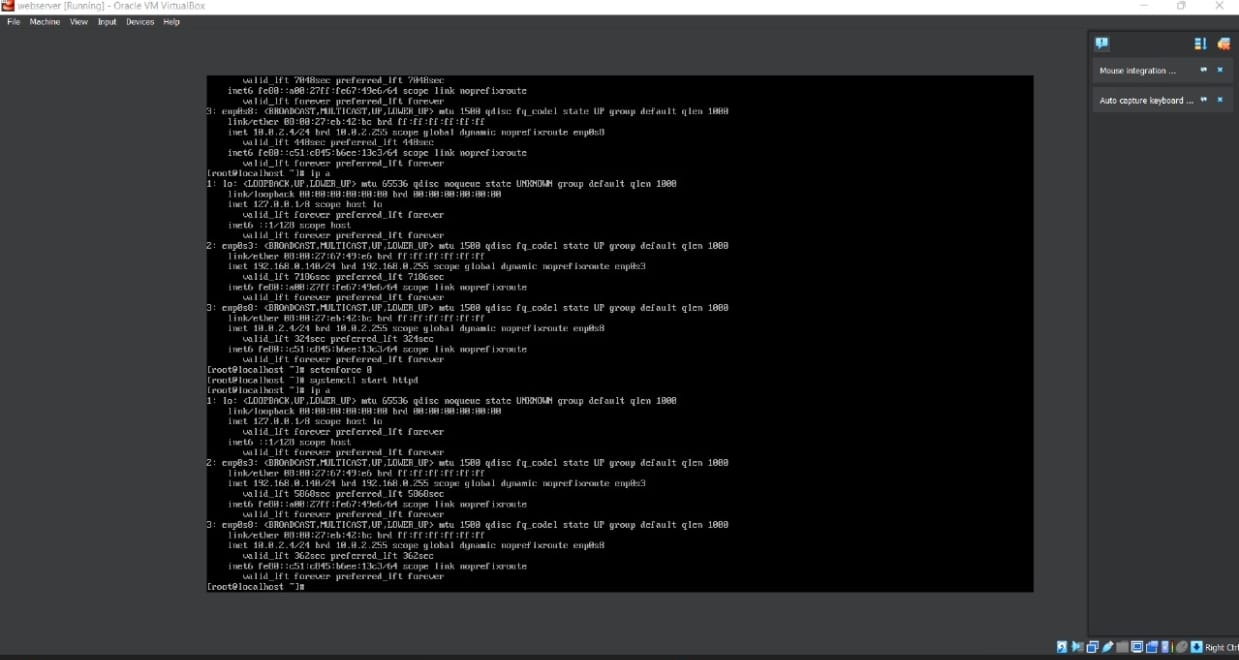 webserver [Running] - Oracle VM VirtualBox
File Machine View Input Devices Help
Mouse integration ...
Auto capture keyboard ...
valid_lft 7048sec preferred_lft 7048sec
inet6 fe80::a00:27ff:fe67:49e6/64 scope link noprefixroute
valid_lft forever preferred_lft forever
3: enp0s8: <BROADCAST,MULTICAST,UP,LOWER_UP> mtu 1500 qdisc fq_codel state UP group default qlen 1000
link/ether 08:00:27:eb:42:bc brd ff:ff:ff:ff:ff:ff
inet 10.0.2.4/24 brd 10.0.2.255 scope global dynamic noprefixroute enp0s8
valid_lft 448sec preferred_lft 448sec
inet6 fe80::c51:c845:b6ee:13c3/64 scope link noprefixroute
valid_lft forever preferred_lft forever
[root@localhost ~]# ip a
1: lo: <LOOPBACK,UP,LOWER_UP> mtu 65536 qdisc noqueue state UNKNOWN group default qlen 1000
link/loopback 00:00:00:00:00:00 brd 00:00:00:00:00:00
inet 127.0.0.1/8 scope host lo
valid_lft forever preferred_lft forever
inet6 ::1/128 scope host
valid_lft forever preferred_lft forever
2: enp0s3: <BROADCAST,MULTICAST,UP,LOWER_UP> mtu 1500 qdisc fq_codel state UP group default qlen 1000
link/ether 08:00:27:67:49:e6 brd ff:ff:ff:ff:ff:ff
inet 192.168.0.140/24 brd 192.168.0.255 scope global dynamic noprefixroute enp0s3
valid_lft 7186sec preferred_lft 7186sec
inet6 fe80::a00:27ff:fe67:49e6/64 scope link noprefixroute
valid_lft forever preferred_lft forever
3: enp0s8: <BROADCAST,MULTICAST,UP,LOWER_UP> mtu 1500 qdisc fq_codel state UP group default qlen 1000
link/ether 08:00:27:eb:42:bc brd ff:ff:ff:ff:ff:ff
inet 10.0.2.4/24 brd 10.0.2.255 scope global dynamic noprefixroute enp0s8
valid_lft 324sec preferred_lft 324sec
inet6 fe80::c51:c845:b6ee:13c3/64 scope link noprefixroute
valid_lft forever preferred_lft forever
[root@localhost ~]# setenforce 0
[root@localhost ~]# systemctl start httpd
[root@localhost ~]# ip a
1: lo: <LOOPBACK,UP,LOWER_UP> mtu 65536 qdisc noqueue state UNKNOWN group default qlen 1000
link/loopback 00:00:00:00:00:00 brd 00:00:00:00:00:00
inet 127.0.0.1/8 scope host lo
valid_lft forever preferred_lft forever
inet6 ::1/128 scope host
valid_lft forever preferred_lft forever
2: enp0s3: <BROADCAST,MULTICAST,UP,LOWER_UP> mtu 1500 qdisc fq_codel state UP group default qlen 1000
link/ether 08:00:27:67:49:e6 brd ff:ff:ff:ff:ff:ff
inet 192.168.0.140/24 brd 192.168.0.255 scope global dynamic noprefixroute enp0s3
valid_lft 5860sec preferred_lft 5860sec
inet6 fe80::a00:27ff:fe67:49e6/64 scope link noprefixroute
valid_lft forever preferred_lft forever
3: enp0s8: <BROADCAST,MULTICAST,UP,LOWER_UP> mtu 1500 qdisc fq_codel state UP group default qlen 1000
link/ether 08:00:27:eb:42:bc brd ff:ff:ff:ff:ff:ff
inet 10.0.2.4/24 brd 10.0.2.255 scope global dynamic noprefixroute enp0s8
valid_lft 362sec preferred_lft 362sec
inet6 fe80::c51:c845:b6ee:13c3/64 scope link noprefixroute
valid_lft forever preferred_lft forever
[root@localhost ~]#
Right Ctrl